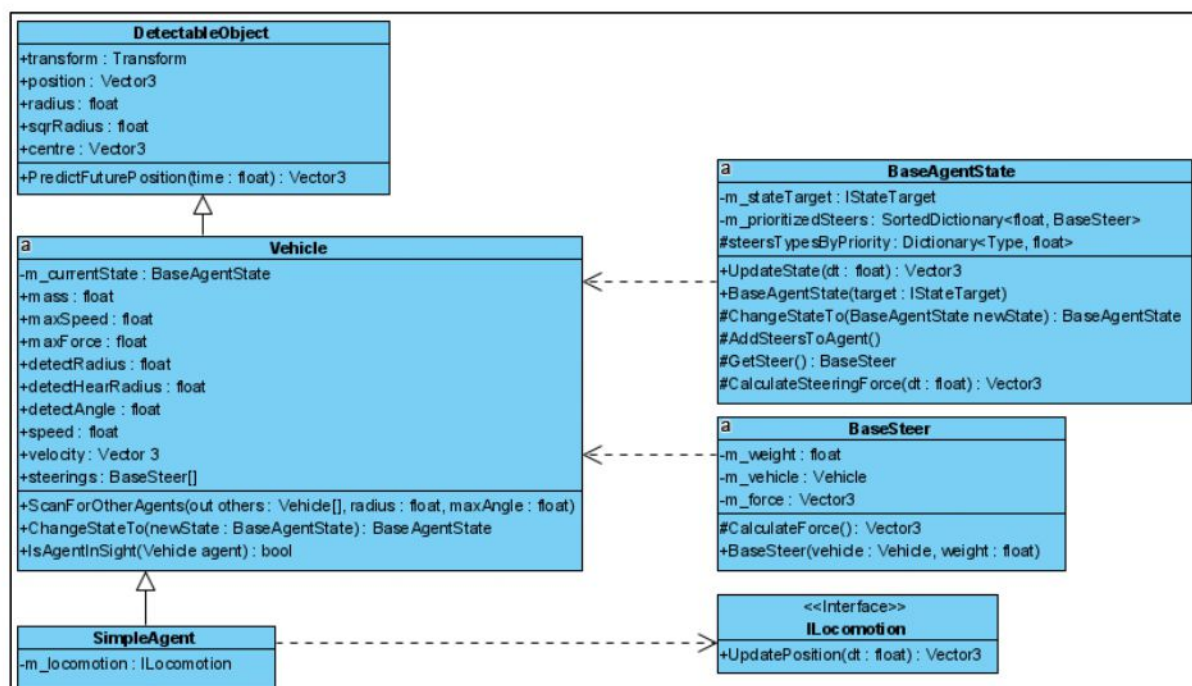 DetectableObject
+transform : Transform
+position : Vector3
+radius : float
+sqrRadius : float
+centre : Vector3
+PredictFuturePosition(time : float) : Vector3
a
Vehicle
-m_currentState : BaseAgentState
+mass : float
+maxSpeed : float
+maxForce : float
+detectRadius : float
+detectHearRadius : float
+detectAngle : float
+speed : float
+velocity : Vector 3
+steerings : BaseSteer[]
+ScanForOtherAgents(out others : Vehicle[], radius : float, maxAngle : float)
+ChangeStateTo(newState : BaseAgentState) : BaseAgentState
+IsAgentInSight(Vehicle agent) : bool
SimpleAgent
-m_locomotion : ILocomotion
a
BaseAgentState
-m_stateTarget : IStateTarget
-m_prioritizedSteers : SortedDictionary<float, BaseSteer>
#steersTypesByPriority : Dictionary<Type, float>
+UpdateState(dt : float) : Vector3
+BaseAgentState(target : IStateTarget)
#ChangeStateTo(BaseAgentState newState) : BaseAgentState
#AddSteersToAgent()
#GetSteer() : BaseSteer
#CalculateSteeringForce(dt : float) : Vector3
a
BaseSteer
-m_weight : float
-m_vehicle : Vehicle
-m_force : Vector3
#CalculateForce() : Vector3
+BaseSteer(vehicle : Vehicle, weight : float)
<<Interface>>
ILocomotion
+UpdatePosition(dt : float) : Vector3